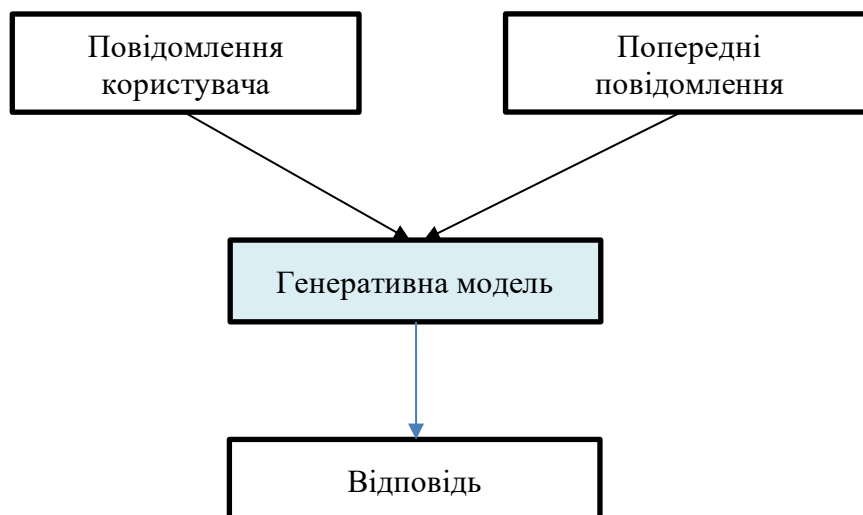 Повідомлення
користувача
Попередні
повідомлення
Генеративна модель
Відповідь